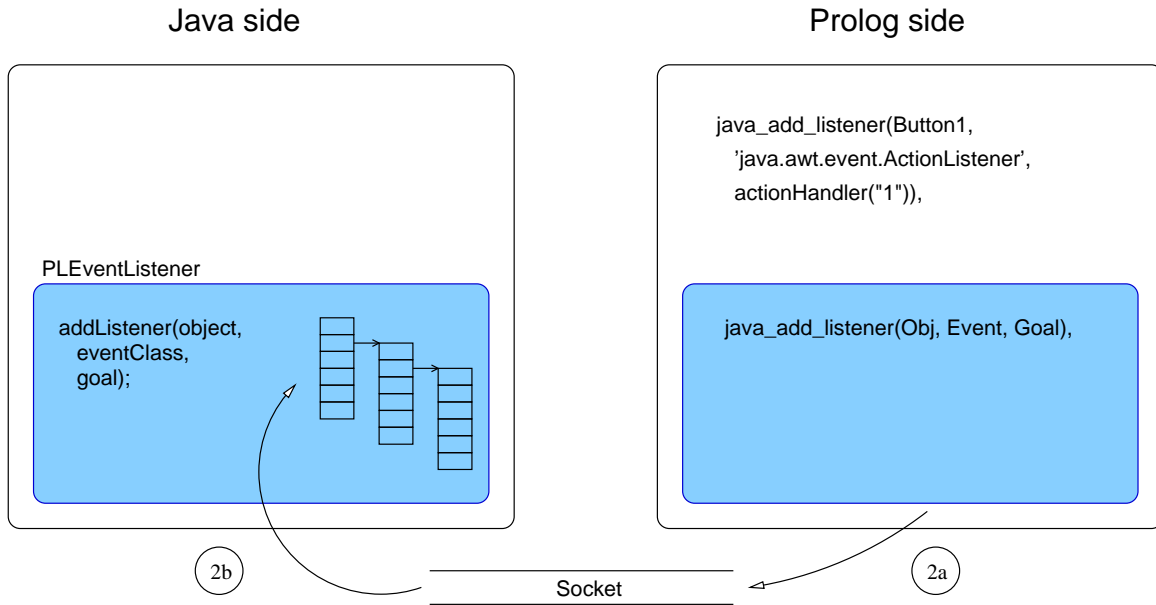 Java side
Prolog side
java_add_listener(Button1,
’java.awt.event.ActionListener’,
actionHandler("1")),
PLEventListener
addListener(object,
eventClass,
goal);
java_add_listener(Obj, Event, Goal),
2b
Socket
2a